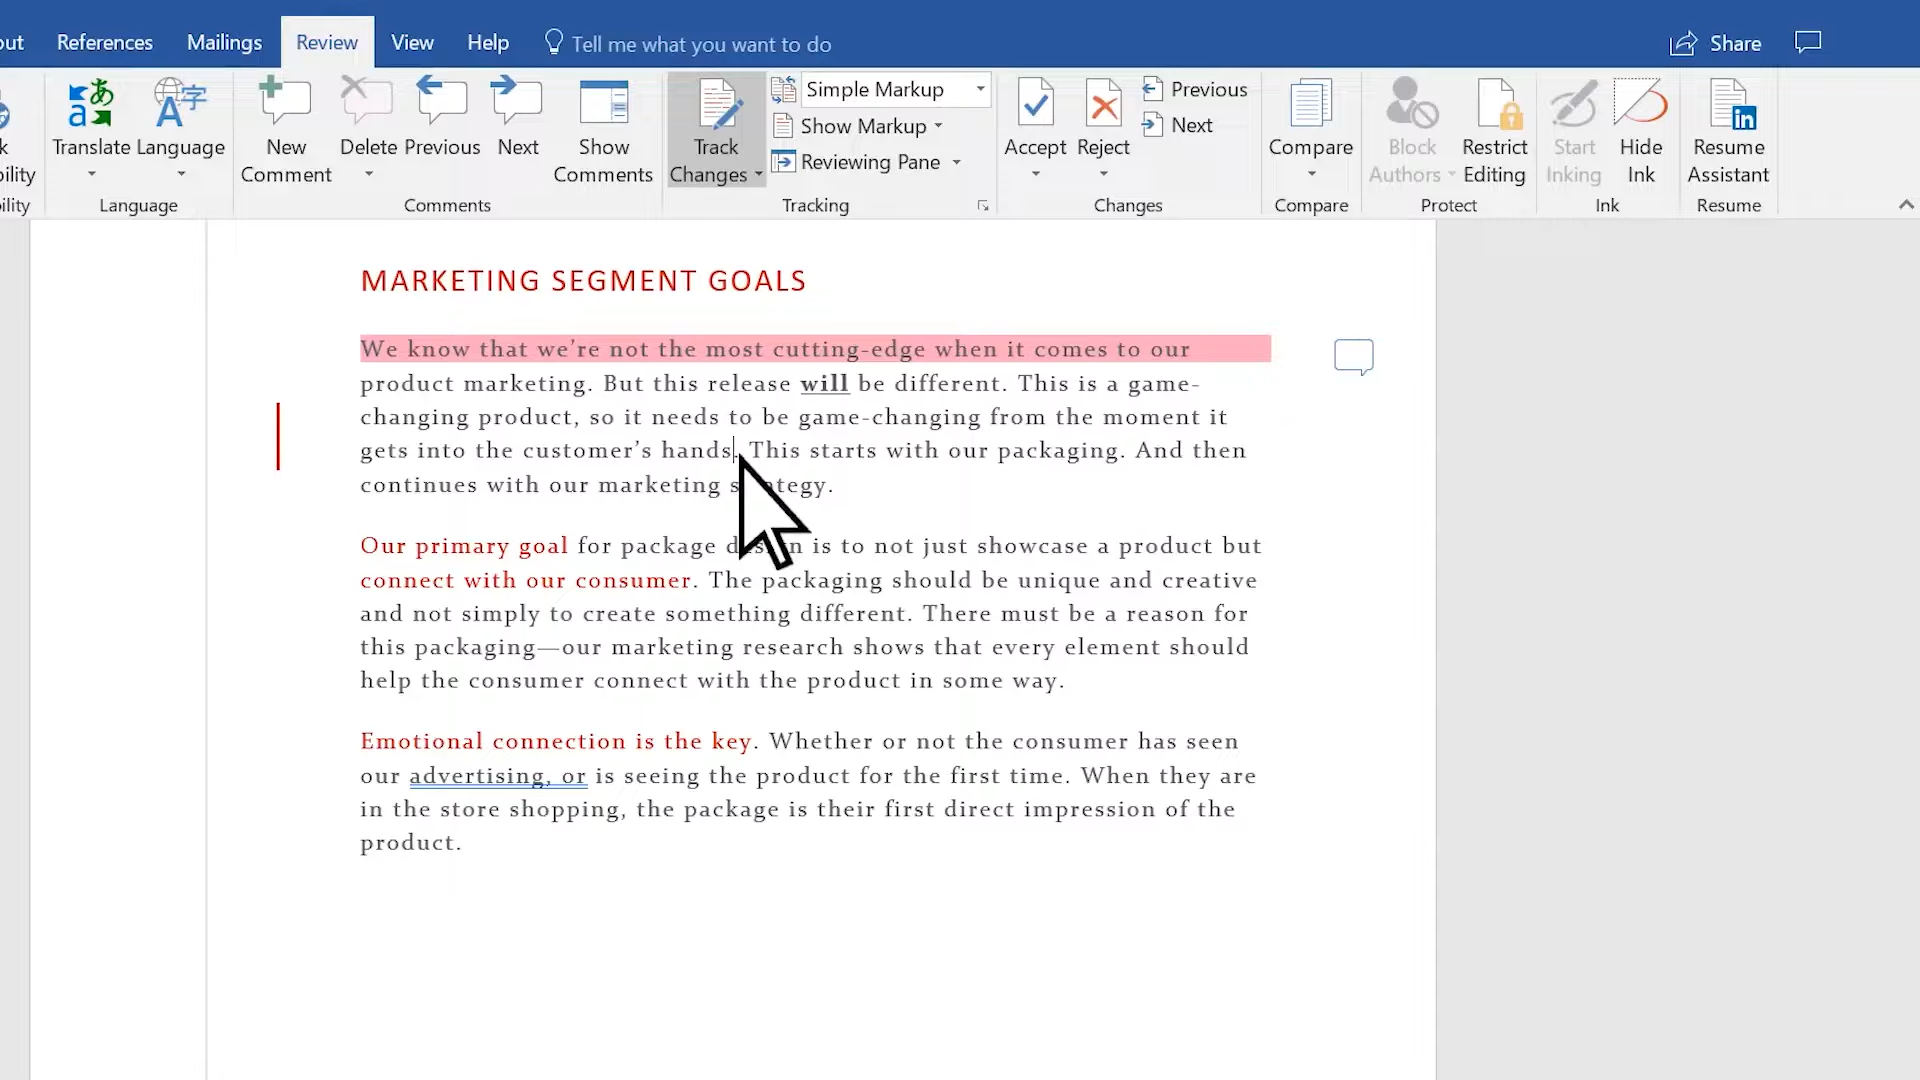 References Mailings Review View Help Tell me what you want to do Share
Translate Language
New Comment
Delete Previous Next
Show Comments
Track Changes
Simple Markup
Show Markup
Reviewing Pane
Accept Reject
Previous
Next
Compare
Block Authors
Restrict Editing
Start Inking
Hide Ink
Resume Assistant
Language Comments Tracking Changes Compare Protect Ink Resume
MARKETING SEGMENT GOALS
We know that we’re not the most cutting-edge when it comes to our
product marketing. But this release will be different. This is a game-
changing product, so it needs to be game-changing from the moment it
gets into the customer’s hands. This starts with our packaging. And then
continues with our marketing strategy.
Our primary goal for package design is to not just showcase a product but
connect with our consumer. The packaging should be unique and creative
and not simply to create something different. There must be a reason for
this packaging—our marketing research shows that every element should
help the consumer connect with the product in some way.
Emotional connection is the key. Whether or not the consumer has seen
our advertising, or is seeing the product for the first time. When they are
in the store shopping, the package is their first direct impression of the
product.